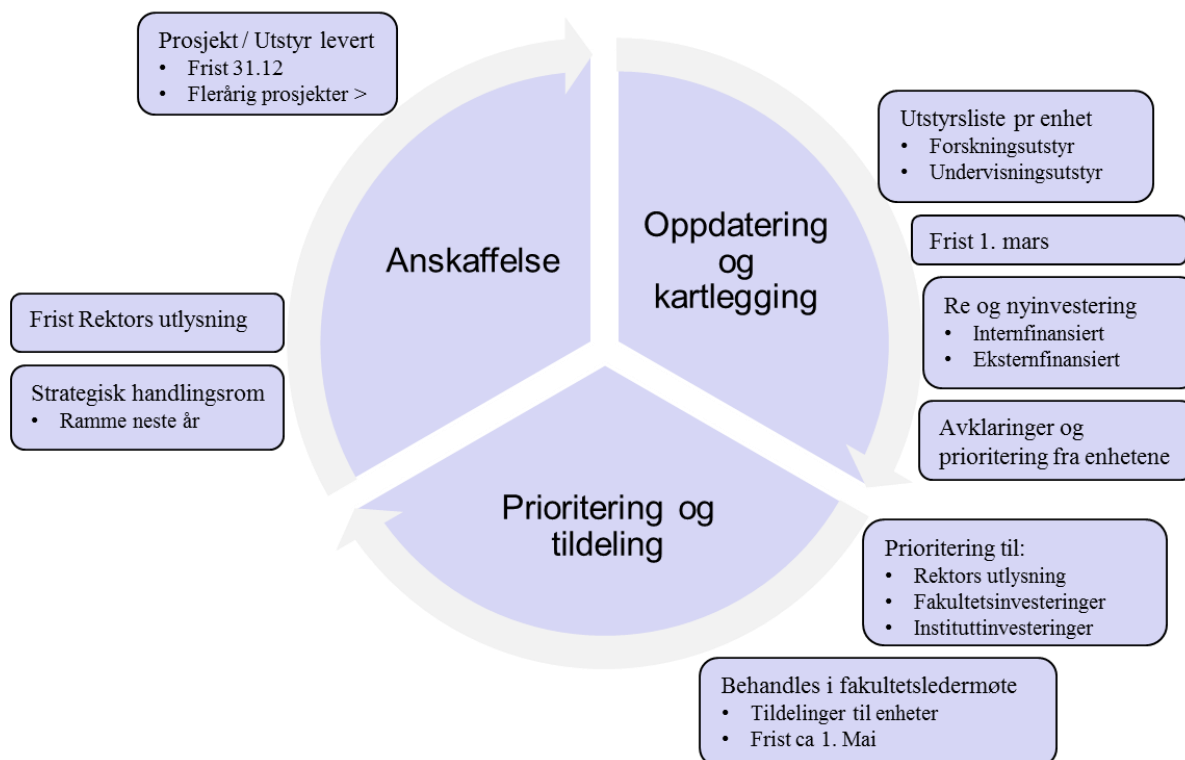 Prosjekt / Utstyr levert
• Frist 31.12
• Flerårig prosjekter >
Utstyrsliste pr enhet
• Forskningsutstyr
• Undervisningsutstyr
Oppdatering
og
kartlegging
Anskaffelse
Frist 1. mars
Re og nyinvestering
• Internfinansiert
• Eksternfinansiert
Frist Rektors utlysning
Strategisk handlingsrom
• Ramme neste år
Avklaringer og
prioritering fra enhetene
Prioritering og
tildeling
Prioritering til:
• Rektors utlysning
• Fakultetsinvesteringer
• Instituttinvesteringer
Behandles i fakultetsledermøte
• Tildelinger til enheter
• Frist ca 1. Mai